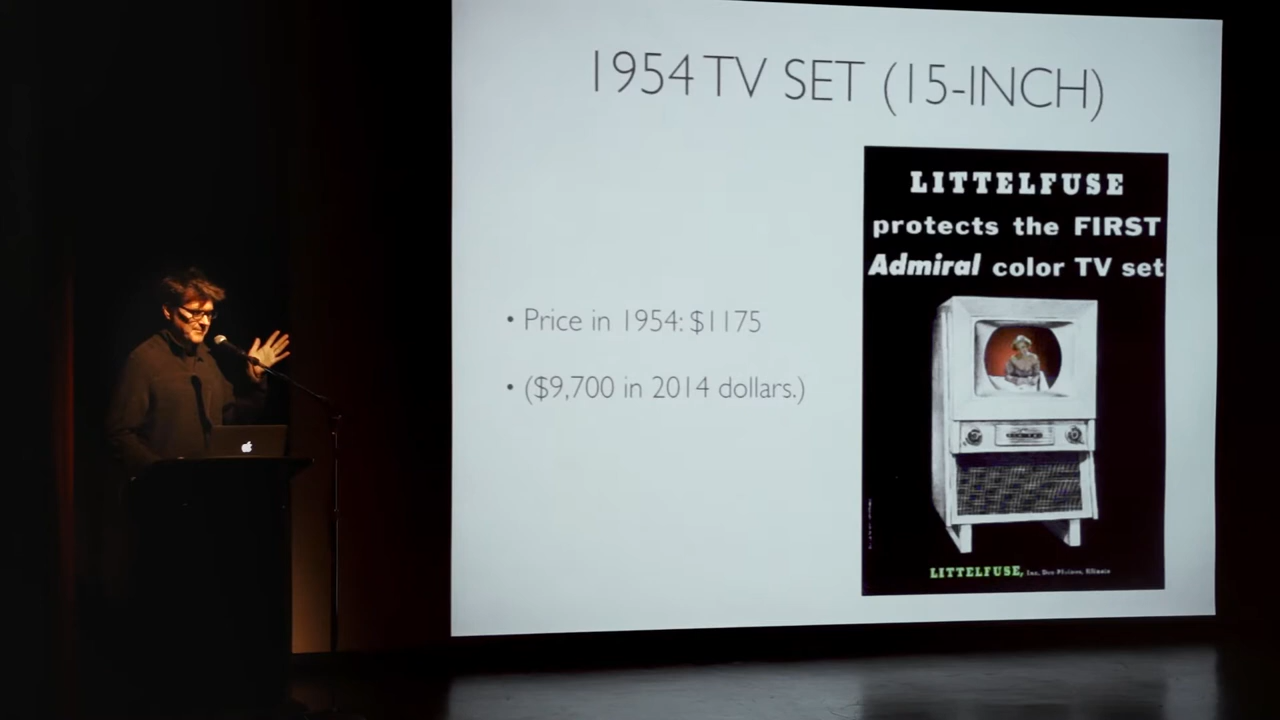 1954 TV SET (15-INCH)
• Price in 1954: $1175
• ($9,700 in 2014 dollars.)
LITTELFUSE
protects the FIRST
Admiral color TV set
LITTELFUSE, Inc. Des Plaines, Illinois